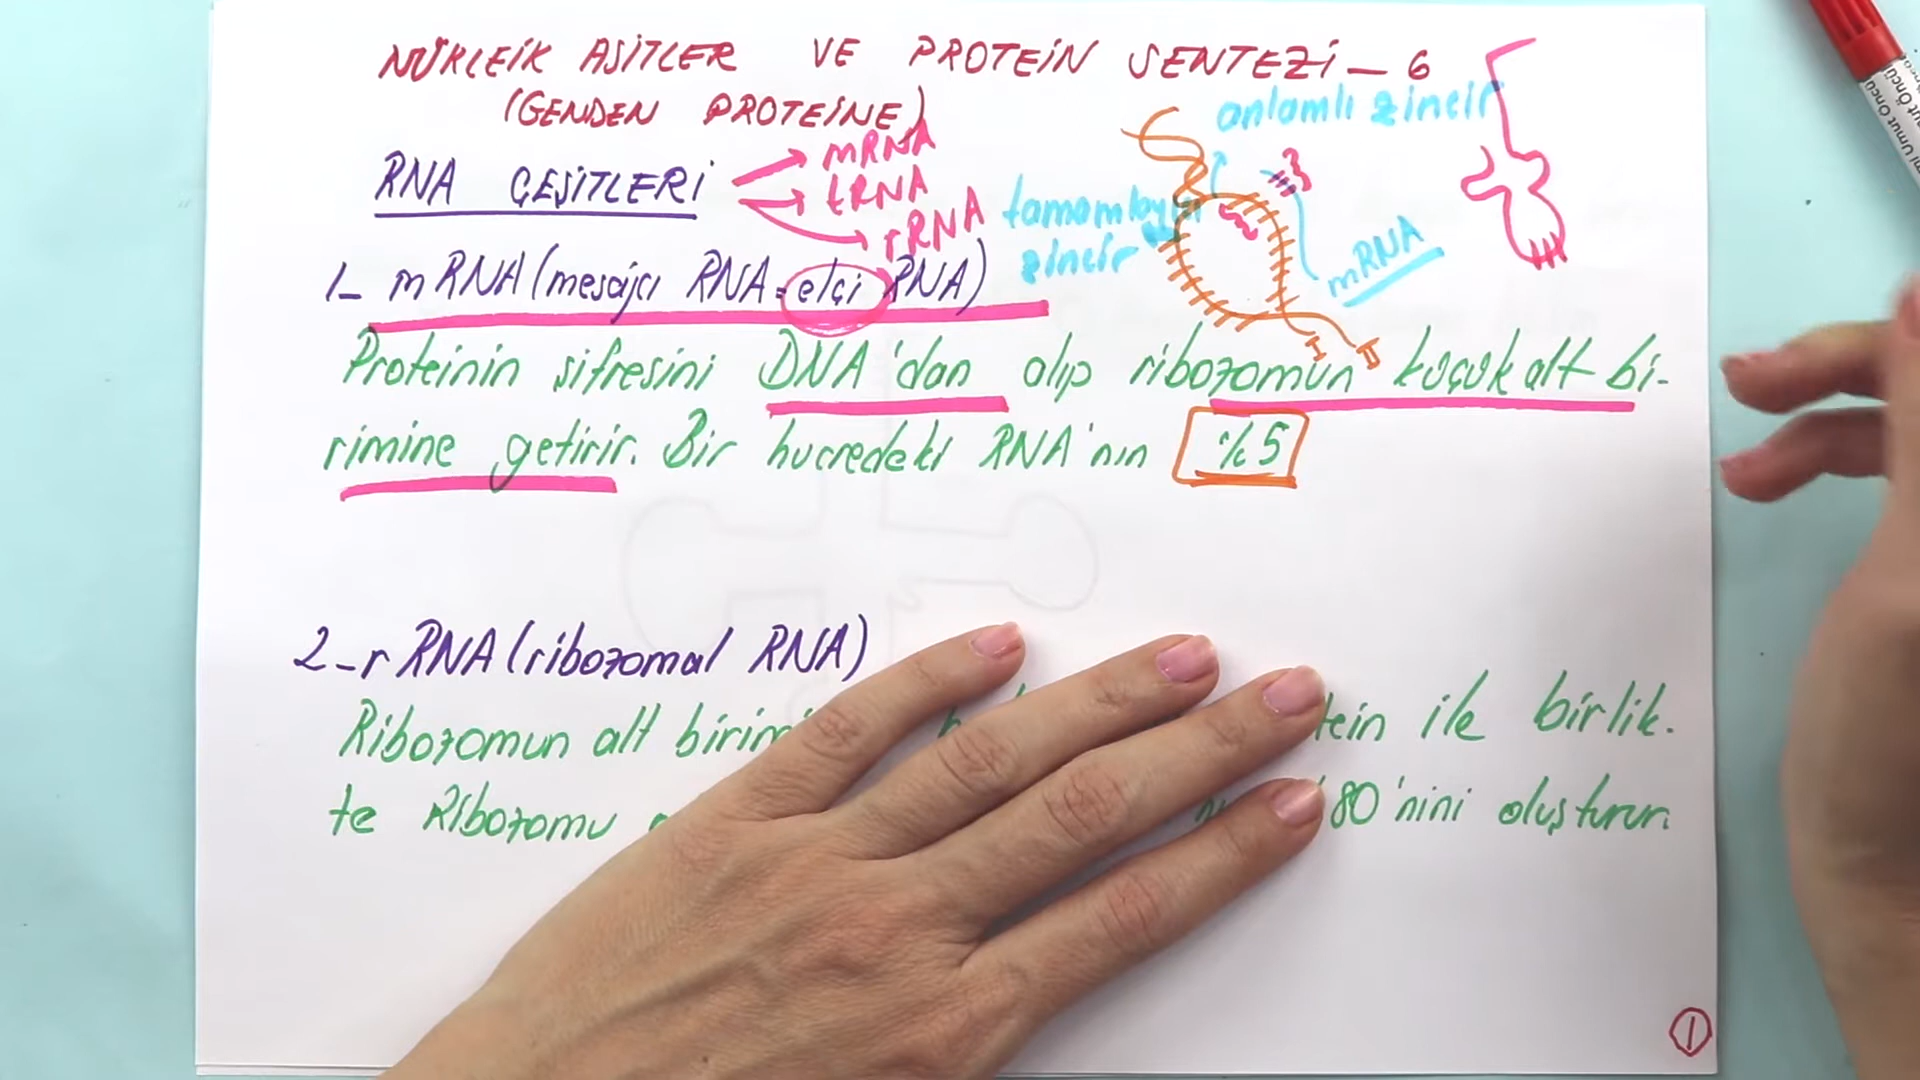 NÜKLEİK ASİTLER VE PROTEİN SENTEZİ - 6
(GENDEN PROTEİNE)
RNA ÇEŞİTLERİ
mRNA
tRNA
rRNA
anlamlı zincir
tamamlayıcı
zincir
mRNA
1- mRNA (mesajcı RNA = elçi RNA)
Proteinin şifresini DNA'dan alıp ribozomun küçük alt bi-
rimine getirir. Bir hücredeki RNA'nın %5
2- rRNA (ribozomal RNA)
Ribozomun alt birim tein ile birlik.
te Ribozomu 80'nini oluşturur.
1
Umut Öncü